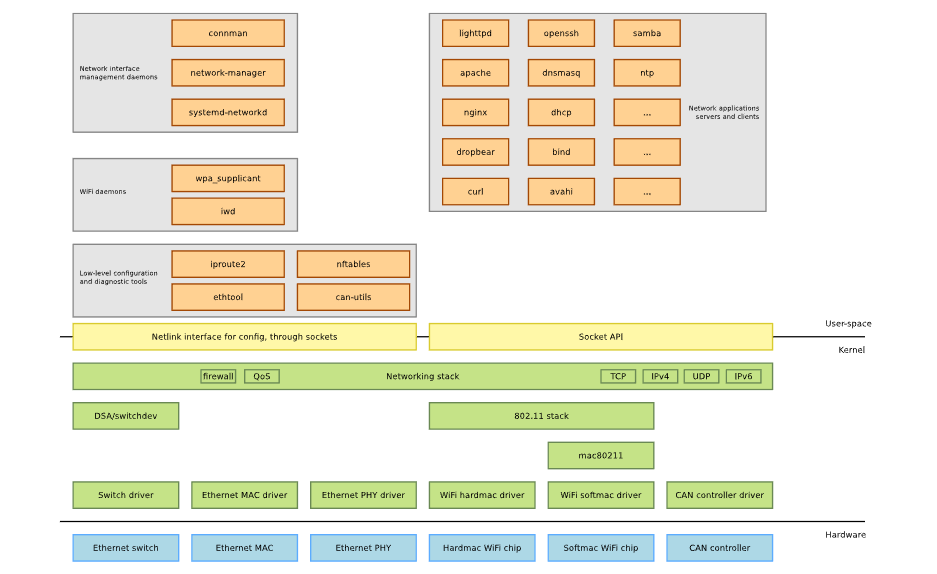 connman
Network interface
management daemons
network-manager
systemd-networkd
lighttpd
openssh
samba
apache
dnsmasq
ntp
nginx
dhcp
...
Network applications
servers and clients
dropbear
bind
...
curl
avahi
...
wpa_supplicant
WiFi daemons
iwd
iproute2
nftables
Low-level configuration
and diagnostic tools
ethtool
can-utils
User-space
Netlink interface for config, through sockets
Socket API
Kernel
firewall
QoS
Networking stack
TCP
IPv4
UDP
IPv6
DSA/switchdev
802.11 stack
mac80211
Switch driver
Ethernet MAC driver
Ethernet PHY driver
WiFi hardmac driver
WiFi softmac driver
CAN controller driver
Hardware
Ethernet switch
Ethernet MAC
Ethernet PHY
Hardmac WiFi chip
Softmac WiFi chip
CAN controller